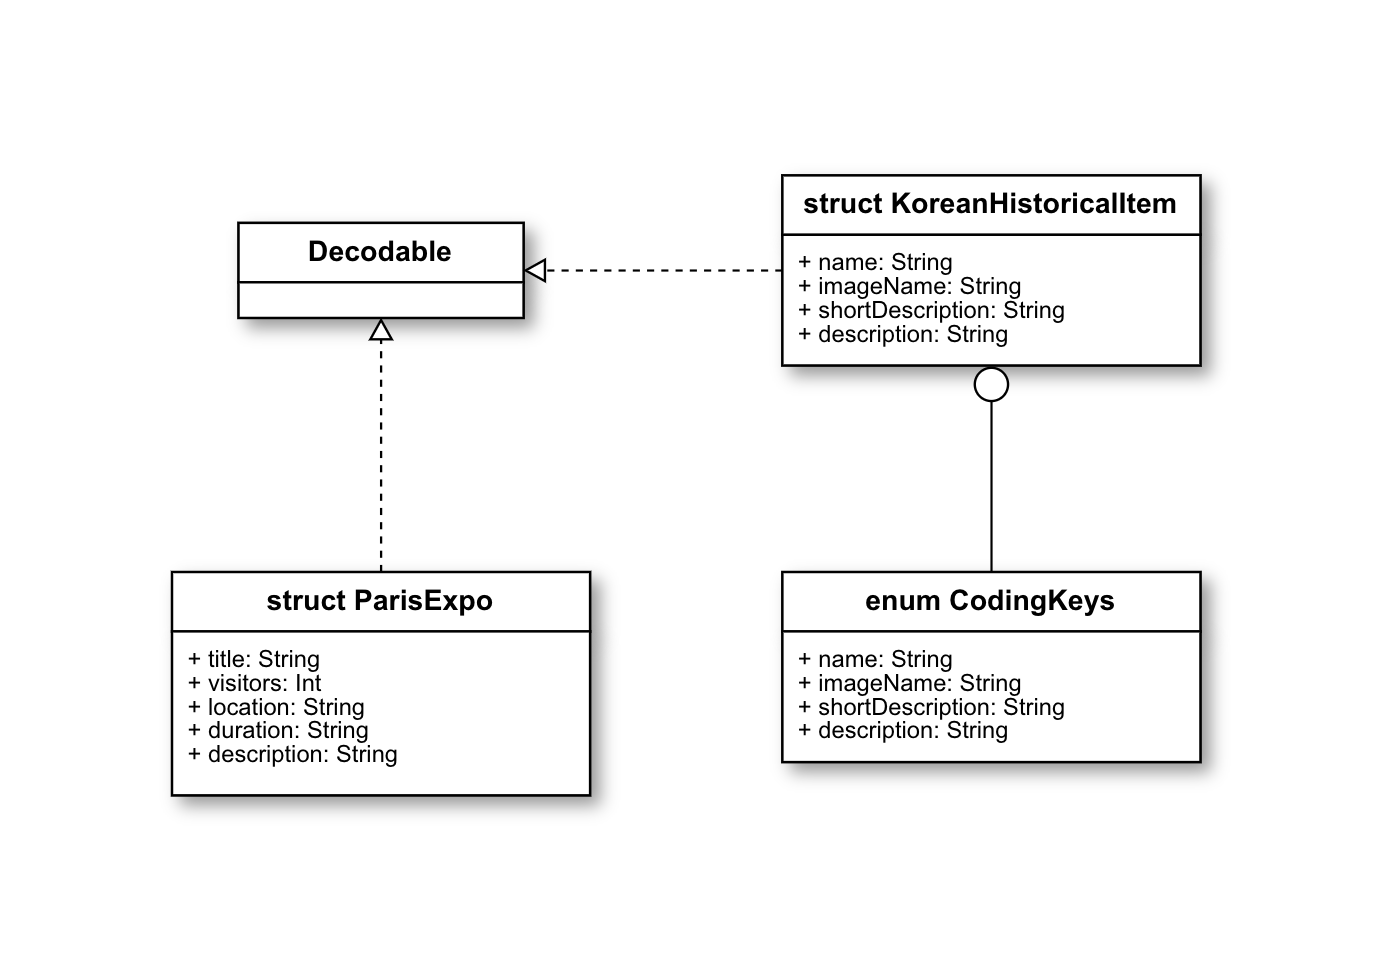 Decodable
struct KoreanHistoricalItem
+ name: String
+ imageName: String
+ shortDescription: String
+ description: String
struct ParisExpo
+ title: String
+ visitors: Int
+ location: String
+ duration: String
+ description: String
enum CodingKeys
+ name: String
+ imageName: String
+ shortDescription: String
+ description: String